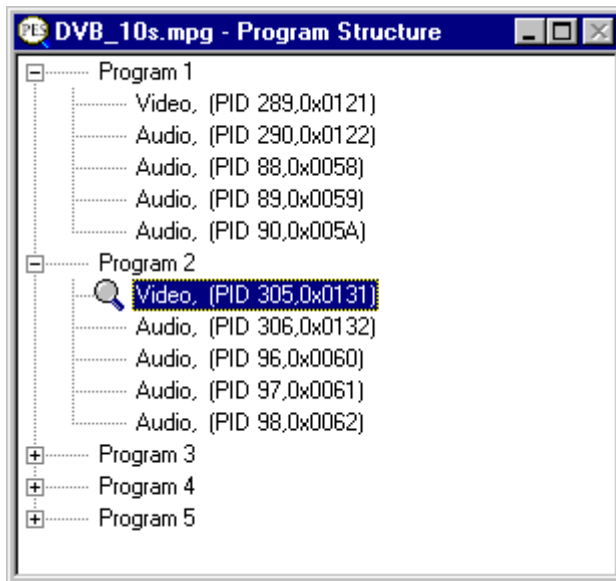 PES DVB_10s.mpg - Program Structure
Program 1
Video, (PID 289,0x0121)
Audio, (PID 290,0x0122)
Audio, (PID 88,0x0058)
Audio, (PID 89,0x0059)
Audio, (PID 90,0x005A)
Program 2
Video, (PID 305,0x0131)
Audio, (PID 306,0x0132)
Audio, (PID 96,0x0060)
Audio, (PID 97,0x0061)
Audio, (PID 98,0x0062)
Program 3
Program 4
Program 5